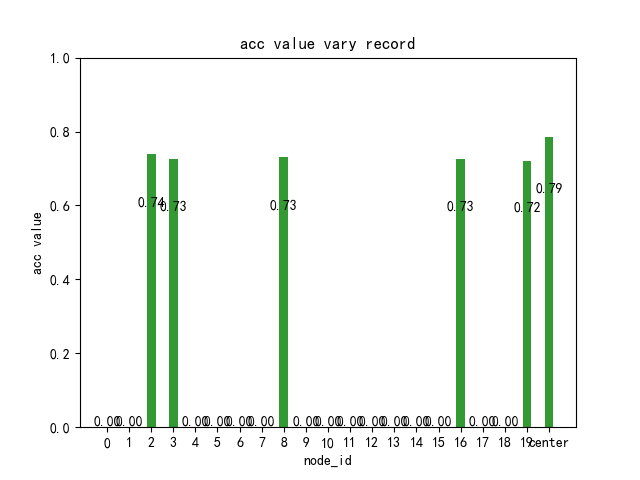 acc value vary record
1.0
0.8
0.6
0.4
0.2
0.0
acc value
0.00 0.00 0.74 0.73 0.00 0.00 0.00 0.00 0.73 0.00 0.00 0.00 0.00 0.00 0.00 0.00 0.73 0.00 0.00 0.72 0.79
0 1 2 3 4 5 6 7 8 9 10 11 12 13 14 15 16 17 18 19 center
node_id